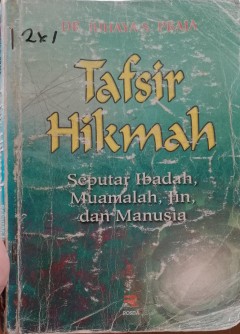 12x1
Tafsir
Hikmah
Seputar Ibadah,
Muamalah, Jin,
dan Manusia